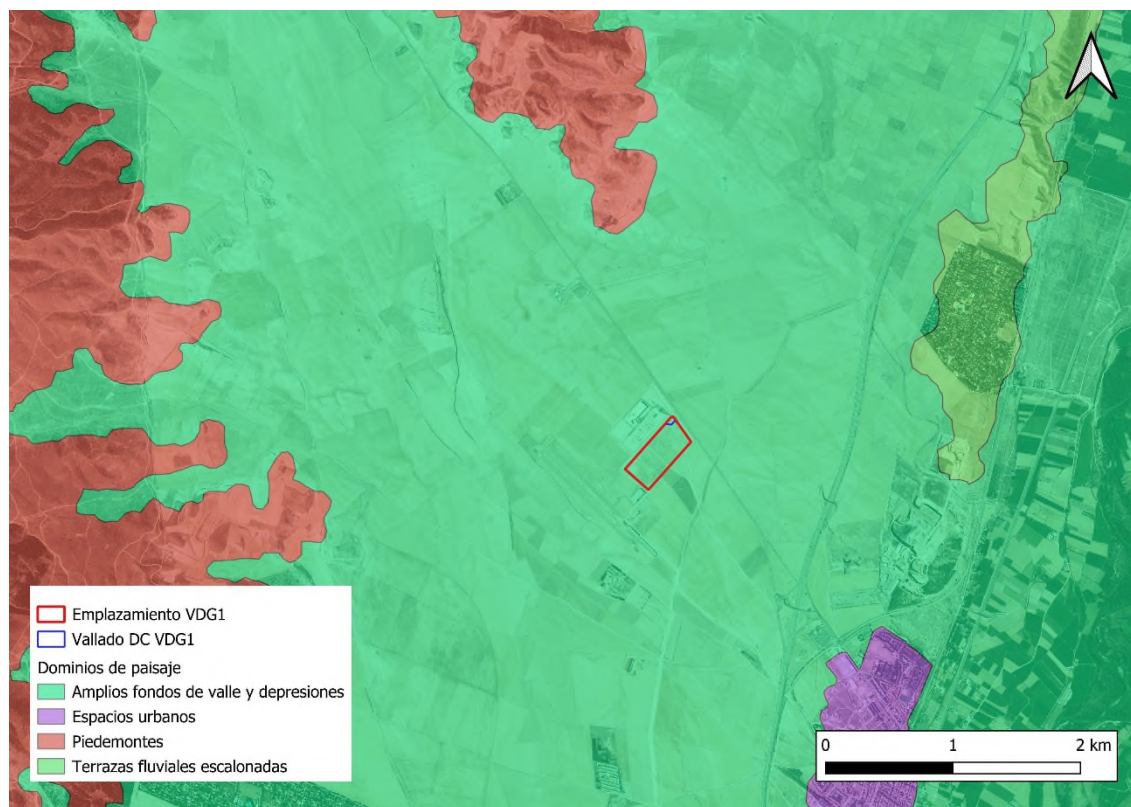 Emplazamiento VDG1
Vallado DC VDG1
Dominios de paisaje
Amplios fondos de valle y depresiones
Espacios urbanos
Piedemontes
Terrazas fluviales escalonadas
0 1 2 km